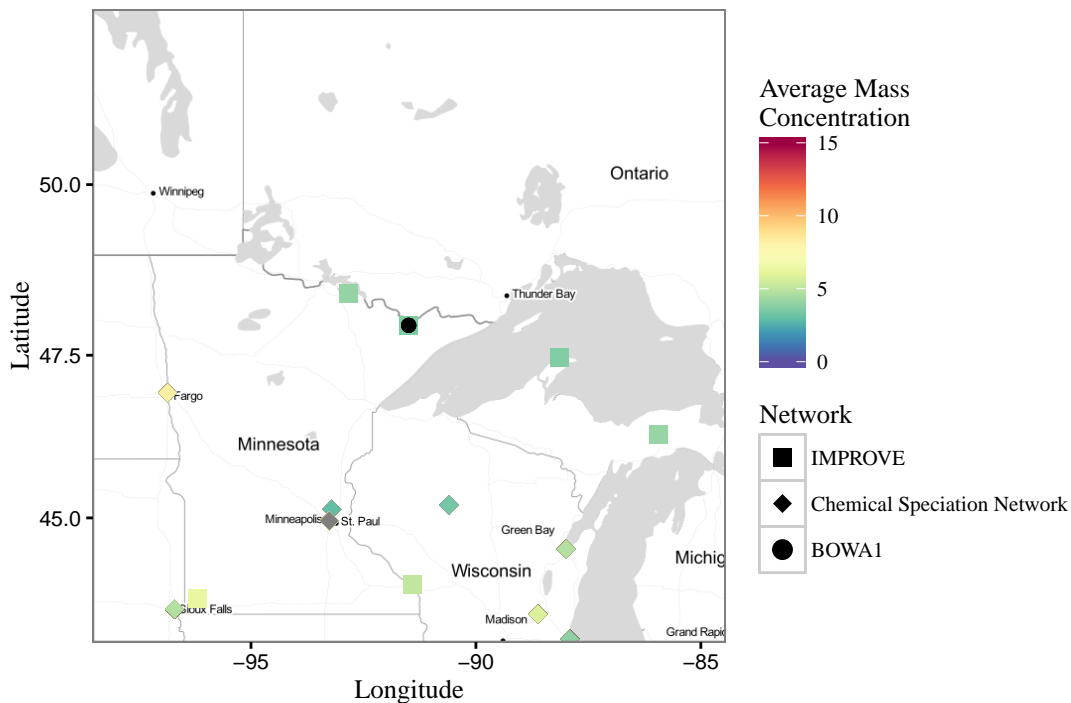 Average Mass
Concentration
15
10
5
0
Network
IMPROVE
Chemical Speciation Network
BOWA1
Latitude
50.0
47.5
45.0
−95
−90
−85
Longitude
Ontario
Winnipeg
Thunder Bay
Fargo
Minnesota
Minneapolis
St. Paul
Green Bay
Wisconsin
Michig
Sioux Falls
Madison
Grand Rapi